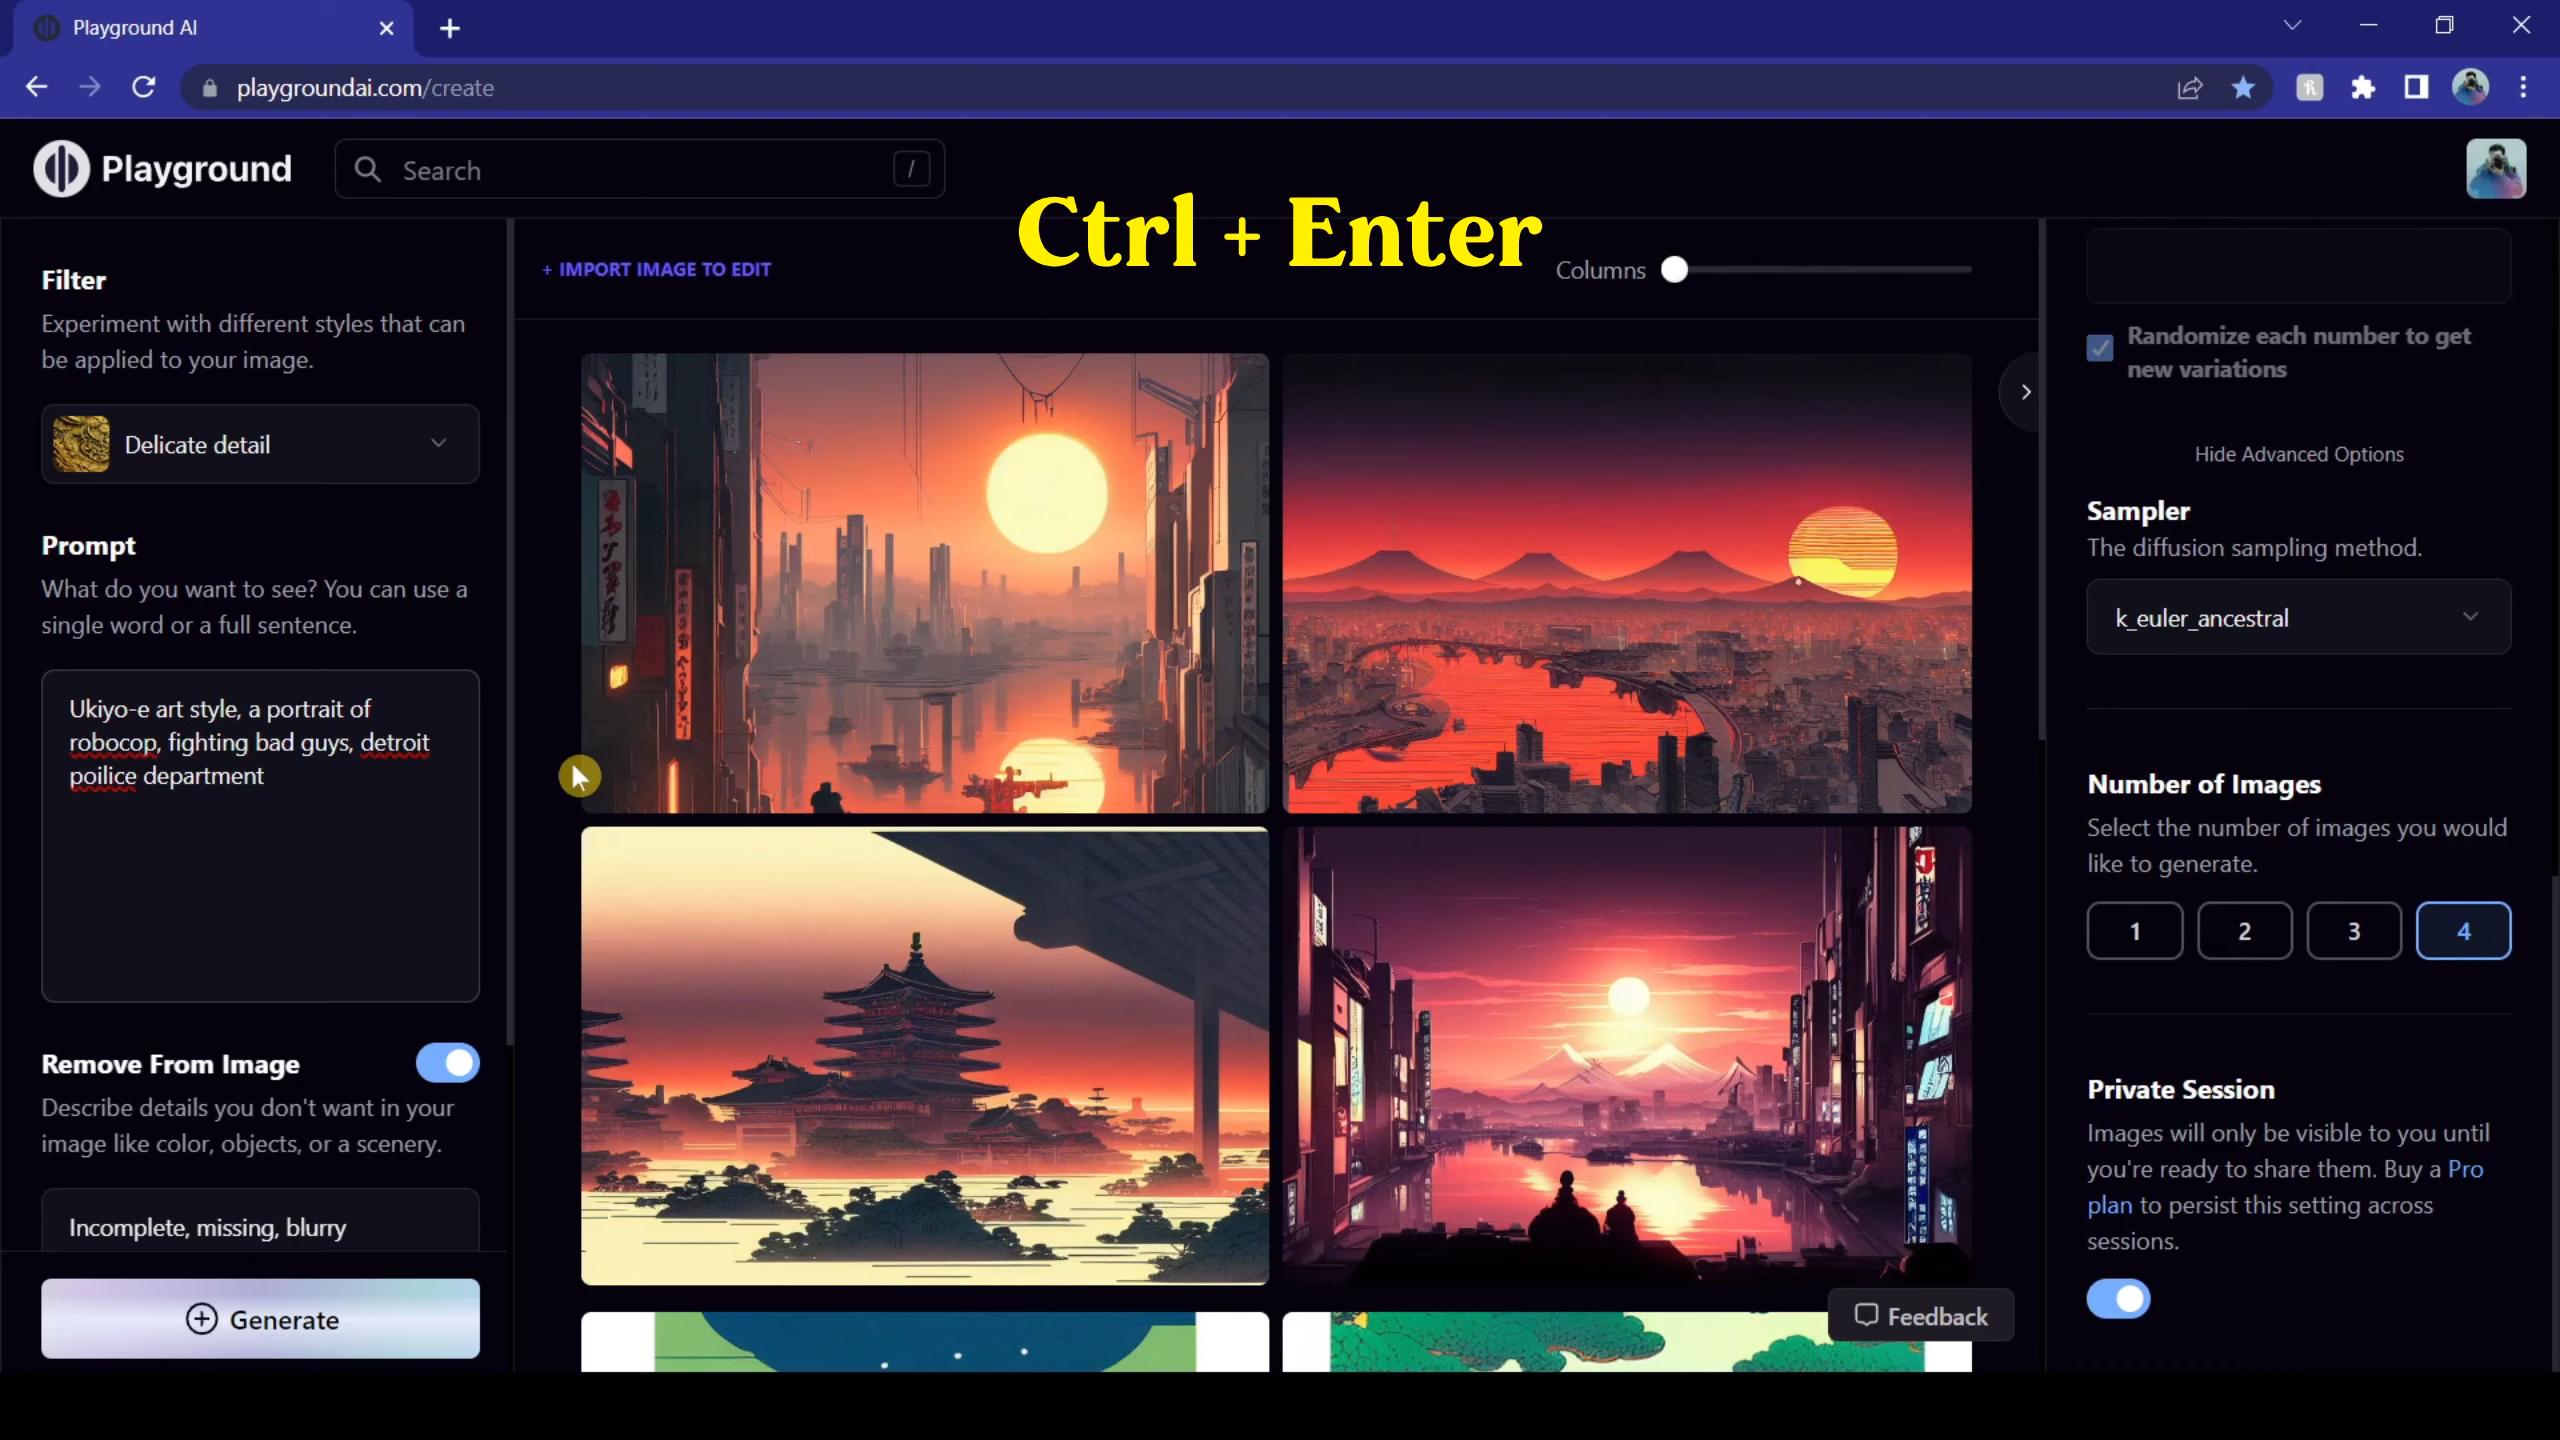 Playground AI
playgroundai.com/create
Playground
Search
/
Ctrl + Enter
+ IMPORT IMAGE TO EDIT
Columns
Filter
Experiment with different styles that can
be applied to your image.
Delicate detail
Prompt
What do you want to see? You can use a
single word or a full sentence.
Ukiyo-e art style, a portrait of
robocop, fighting bad guys, detroit
poilice department
Remove From Image
Describe details you don't want in your
image like color, objects, or a scenery.
Incomplete, missing, blurry
Generate
Feedback
Randomize each number to get
new variations
Hide Advanced Options
Sampler
The diffusion sampling method.
k_euler_ancestral
Number of Images
Select the number of images you would
like to generate.
1
2
3
4
Private Session
Images will only be visible to you until
you're ready to share them. Buy a Pro
plan to persist this setting across
sessions.